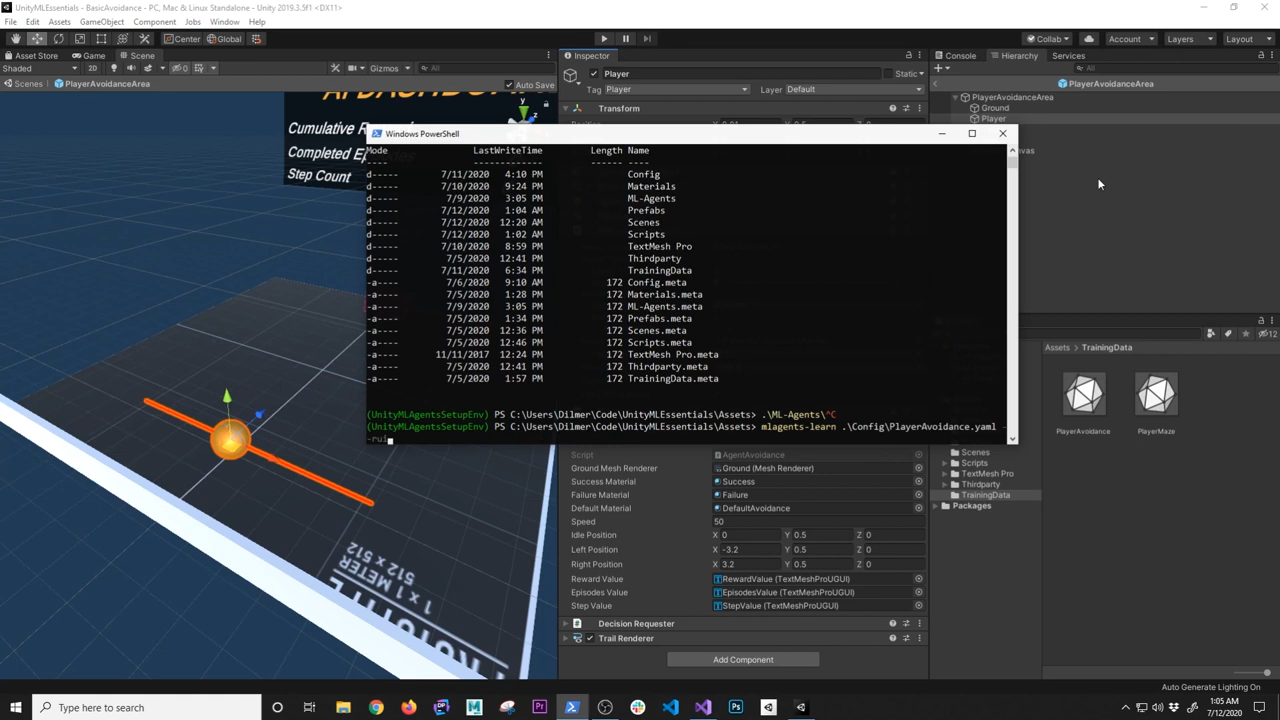 UnityMLEssentials - BasicAvoidance - PC, Mac & Linux Standalone - Unity 2019.3.5f1 <DX11>
File Edit Assets GameObject Component Jobs Window Help
Center Global
Collab Account Layers Layout
Asset Store Game Scene
Inspector
Console Hierarchy Services
Shaded 2D 0 Gizmos All
Player Static
All
Scenes PlayerAvoidanceArea Auto Save
Tag Player Layer Default
PlayerAvoidanceArea
Transform
PlayerAvoidanceArea
Ground
Player
y
Cumulative
Completed
Step Count
Windows PowerShell
Mode LastWriteTime Length Name
---- ------------- ------ ----
d----- 7/11/2020 4:10 PM Config
d----- 7/10/2020 9:24 PM Materials
d----- 7/9/2020 3:05 PM ML-Agents
d----- 7/12/2020 1:04 AM Prefabs
d----- 7/12/2020 12:20 AM Scenes
d----- 7/12/2020 1:02 AM Scripts
d----- 7/10/2020 8:59 PM TextMesh Pro
d----- 7/5/2020 12:41 PM Thirdparty
d----- 7/11/2020 6:34 PM TrainingData
-a---- 7/6/2020 9:10 AM 172 Config.meta
-a---- 7/5/2020 1:28 PM 172 Materials.meta
-a---- 7/9/2020 3:05 PM 172 ML-Agents.meta
-a---- 7/5/2020 1:34 PM 172 Prefabs.meta
-a---- 7/5/2020 12:36 PM 172 Scenes.meta
-a---- 7/5/2020 12:46 PM 172 Scripts.meta
-a---- 11/11/2017 12:24 PM 172 TextMesh Pro.meta
-a---- 7/5/2020 12:41 PM 172 Thirdparty.meta
-a---- 7/5/2020 1:57 PM 172 TrainingData.meta
(UnityMLAgentsSetupEnv) PS C:\Users\Dilmer\Code\UnityMLEssentials\Assets> .\ML-Agents\^C
(UnityMLAgentsSetupEnv) PS C:\Users\Dilmer\Code\UnityMLEssentials\Assets> mlagents-learn .\Config\PlayerAvoidance.yaml -
-rui
12
Assets TrainingData
PlayerAvoidance PlayerMaze
Scenes
Scripts
TextMesh Pro
Thirdparty
TrainingData
Packages
Script AgentAvoidance
Ground Mesh Renderer Ground (Mesh Renderer)
Success Material Success
Failure Material Failure
Default Material DefaultAvoidance
Speed 50
Idle Position X 0 Y 0.5 Z 0
Left Position X -3.2 Y 0.5 Z 0
Right Position X 3.2 Y 0.5 Z 0
Reward Value RewardValue (TextMeshProUGUI)
Episodes Value EpisodesValue (TextMeshProUGUI)
Step Value StepValue (TextMeshProUGUI)
Decision Requester
Trail Renderer
Add Component
1 X 1 METER
512 X 512
Auto Generate Lighting On
Type here to search
1:05 AM
7/12/2020